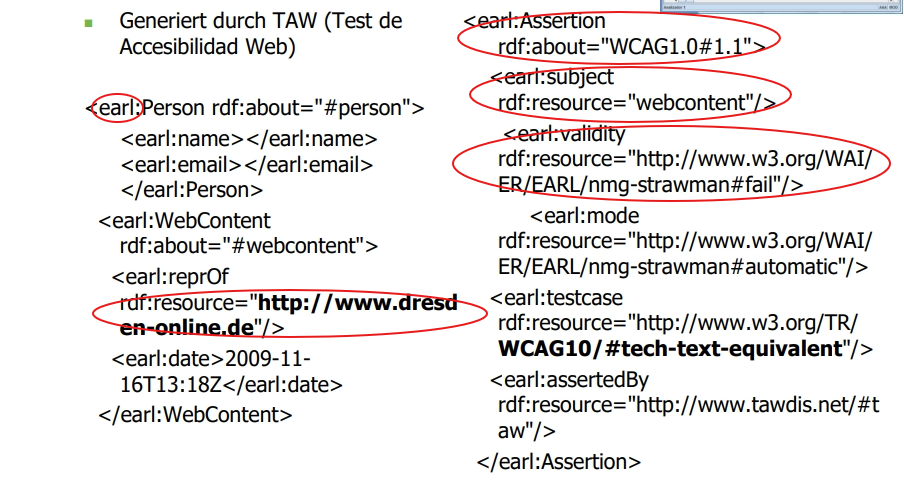 Generiert durch TAW (Test de
Accesibilidad Web)
<earl:Person rdf:about="#person">
<earl:name></earl:name>
<earl:email></earl:email>
</earl:Person>
<earl:WebContent
rdf:about="#webcontent">
<earl:reprOf
rdf:resource="http://www.dresd
en-online.de"/>
<earl:date>2009-11-
16T13:18Z</earl:date>
</earl:WebContent>
<earl:Assertion
rdf:about="WCAG1.0#1.1">
<earl:subject
rdf:resource="webcontent"/>
<earl:validity
rdf:resource="http://www.w3.org/WAI/
ER/EARL/nmg-strawman#fail"/>
<earl:mode
rdf:resource="http://www.w3.org/WAI/
ER/EARL/nmg-strawman#automatic"/>
<earl:testcase
rdf:resource="http://www.w3.org/TR/
WCAG10/#tech-text-equivalent"/>
<earl:assertedBy
rdf:resource="http://www.tawdis.net/#t
aw"/>
</earl:Assertion>